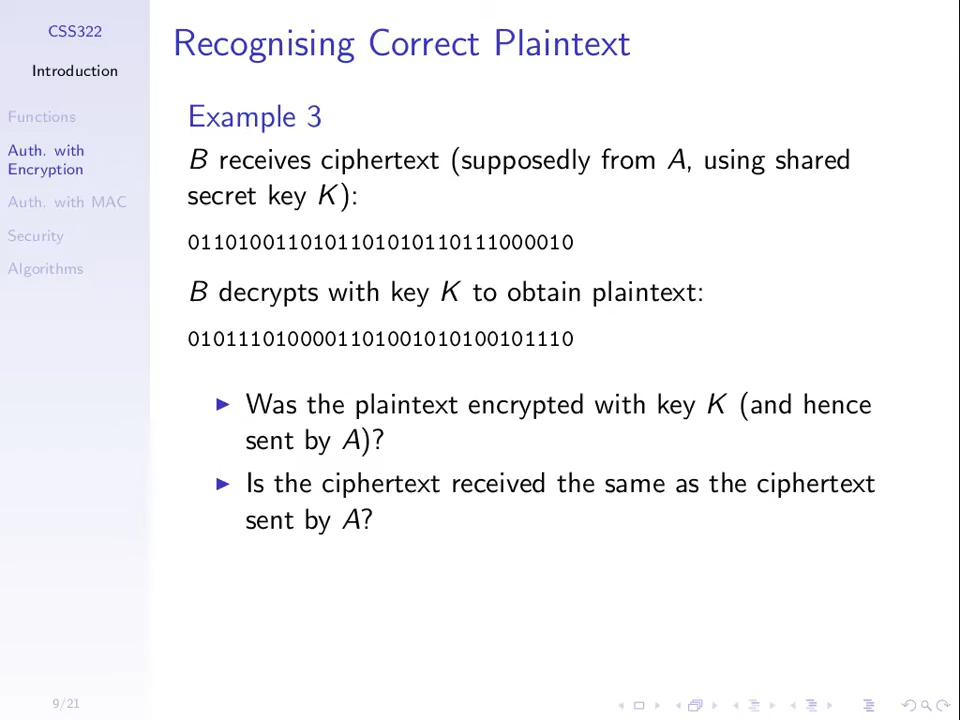 CSS322
Introduction
Functions
Auth. with
Encryption
Auth. with MAC
Security
Algorithms
9/21
Recognising Correct Plaintext
Example 3
B receives ciphertext (supposedly from A, using shared
secret key K):
0110100110101101010110111000010
B decrypts with key K to obtain plaintext:
0101110100001101001010100101110
Was the plaintext encrypted with key K (and hence
sent by A)?
Is the ciphertext received the same as the ciphertext
sent by A?